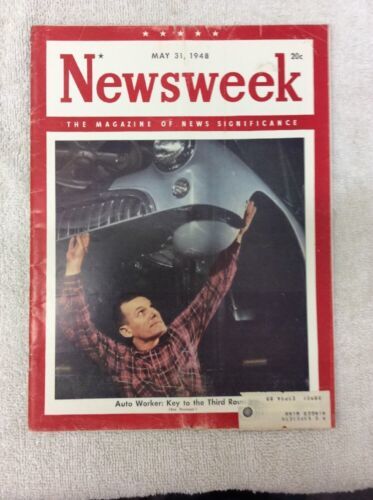 MAY 31, 1948
20c
Newsweek
THE MAGAZINE OF NEWS SIGNIFICANCE
Auto Worker: Key to the Third